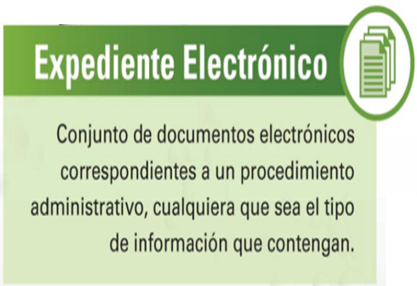 Expediente Electrónico
Conjunto de documentos electrónicos
correspondientes a un procedimiento
administrativo, cualquiera que sea el tipo
de información que contengan.